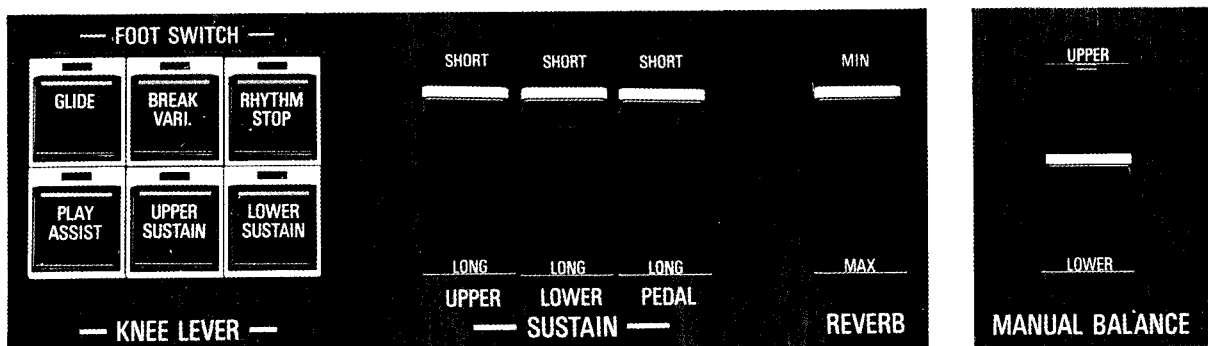 FOOT SWITCH
GLIDE
BREAK
VARI.
RHYTHM
STOP
PLAY
ASSIST
UPPER
SUSTAIN
LOWER
SUSTAIN
KNEE LEVER
SHORT SHORT SHORT
LONG LONG LONG
UPPER LOWER PEDAL
SUSTAIN
MIN
MAX
REVERB
UPPER
LOWER
MANUAL BALANCE